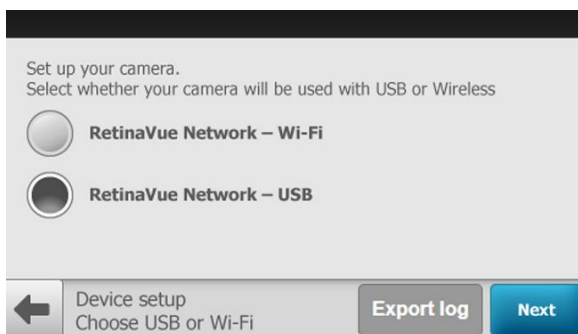 Set up your camera.
Select whether your camera will be used with USB or Wireless
RetinaVue Network – Wi-Fi
RetinaVue Network – USB
Device setup
Choose USB or Wi-Fi
Export log
Next